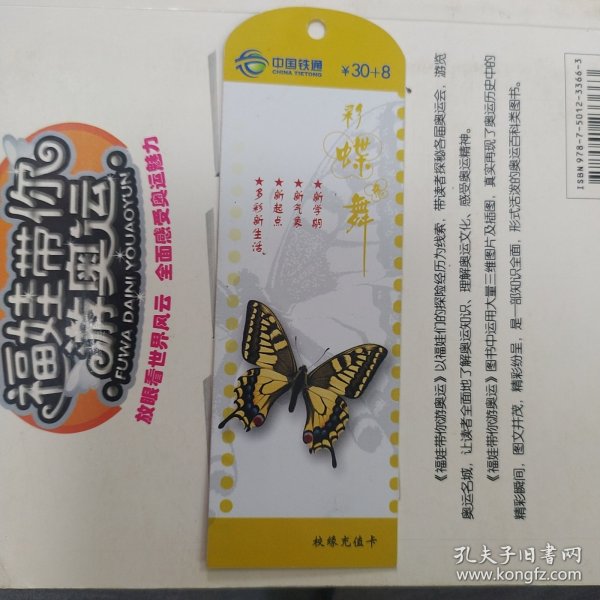 中国铁通
CHINA TIETONG
¥30+8
彩蝶飞舞
★新学期
★新气象
★新起点
★多彩新生活
校缘充值卡
福娃带你
游奥运
FUWA DAINI YOUAOYUN
放眼看世界风云 全面感受奥运魅力
《福娃带你游奥运》以福娃们的探险经历为线索，带读者探秘各届奥运会，游览
奥运名城，让读者全面地了解奥运知识、理解奥运文化、感受奥运精神。
《福娃带你游奥运》图书中运用大量三维图片及插图，真实再现了奥运历史中的
精彩瞬间，图文并茂，精彩纷呈，是一部知识全面，形式活泼的奥运百科类图书。
ISBN 978-7-5012-3366-3
孔夫子旧书网
www.kongfz.com